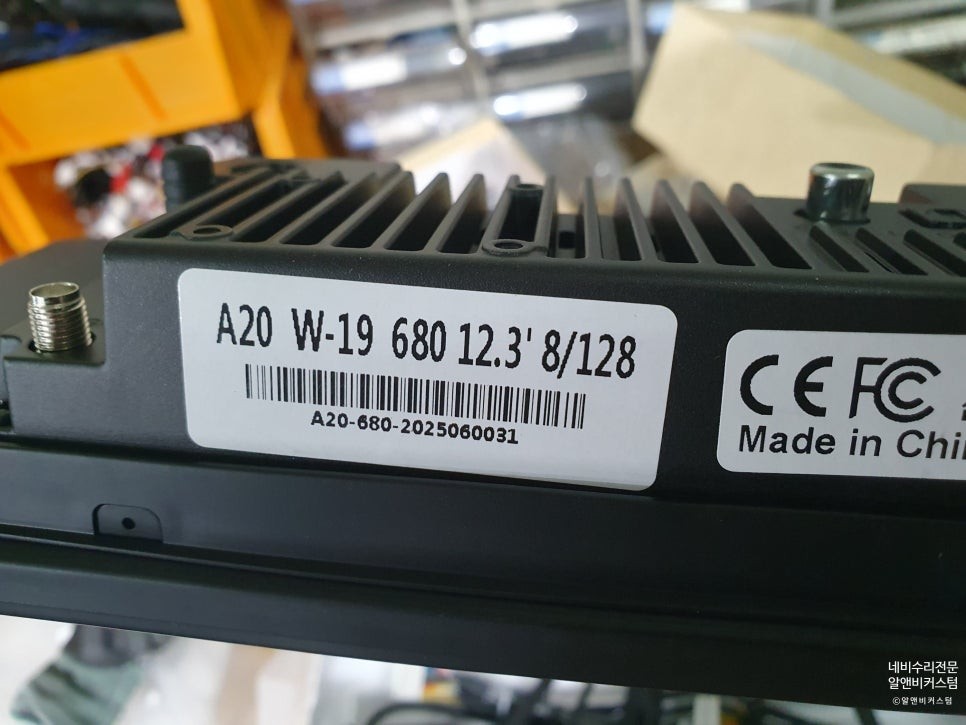 A20 W-19 680 12.3' 8/128
A20-680-2025060031
CE FC
Made in Chi
네비수리전문
알앤비커스텀
©알앤비커스텀